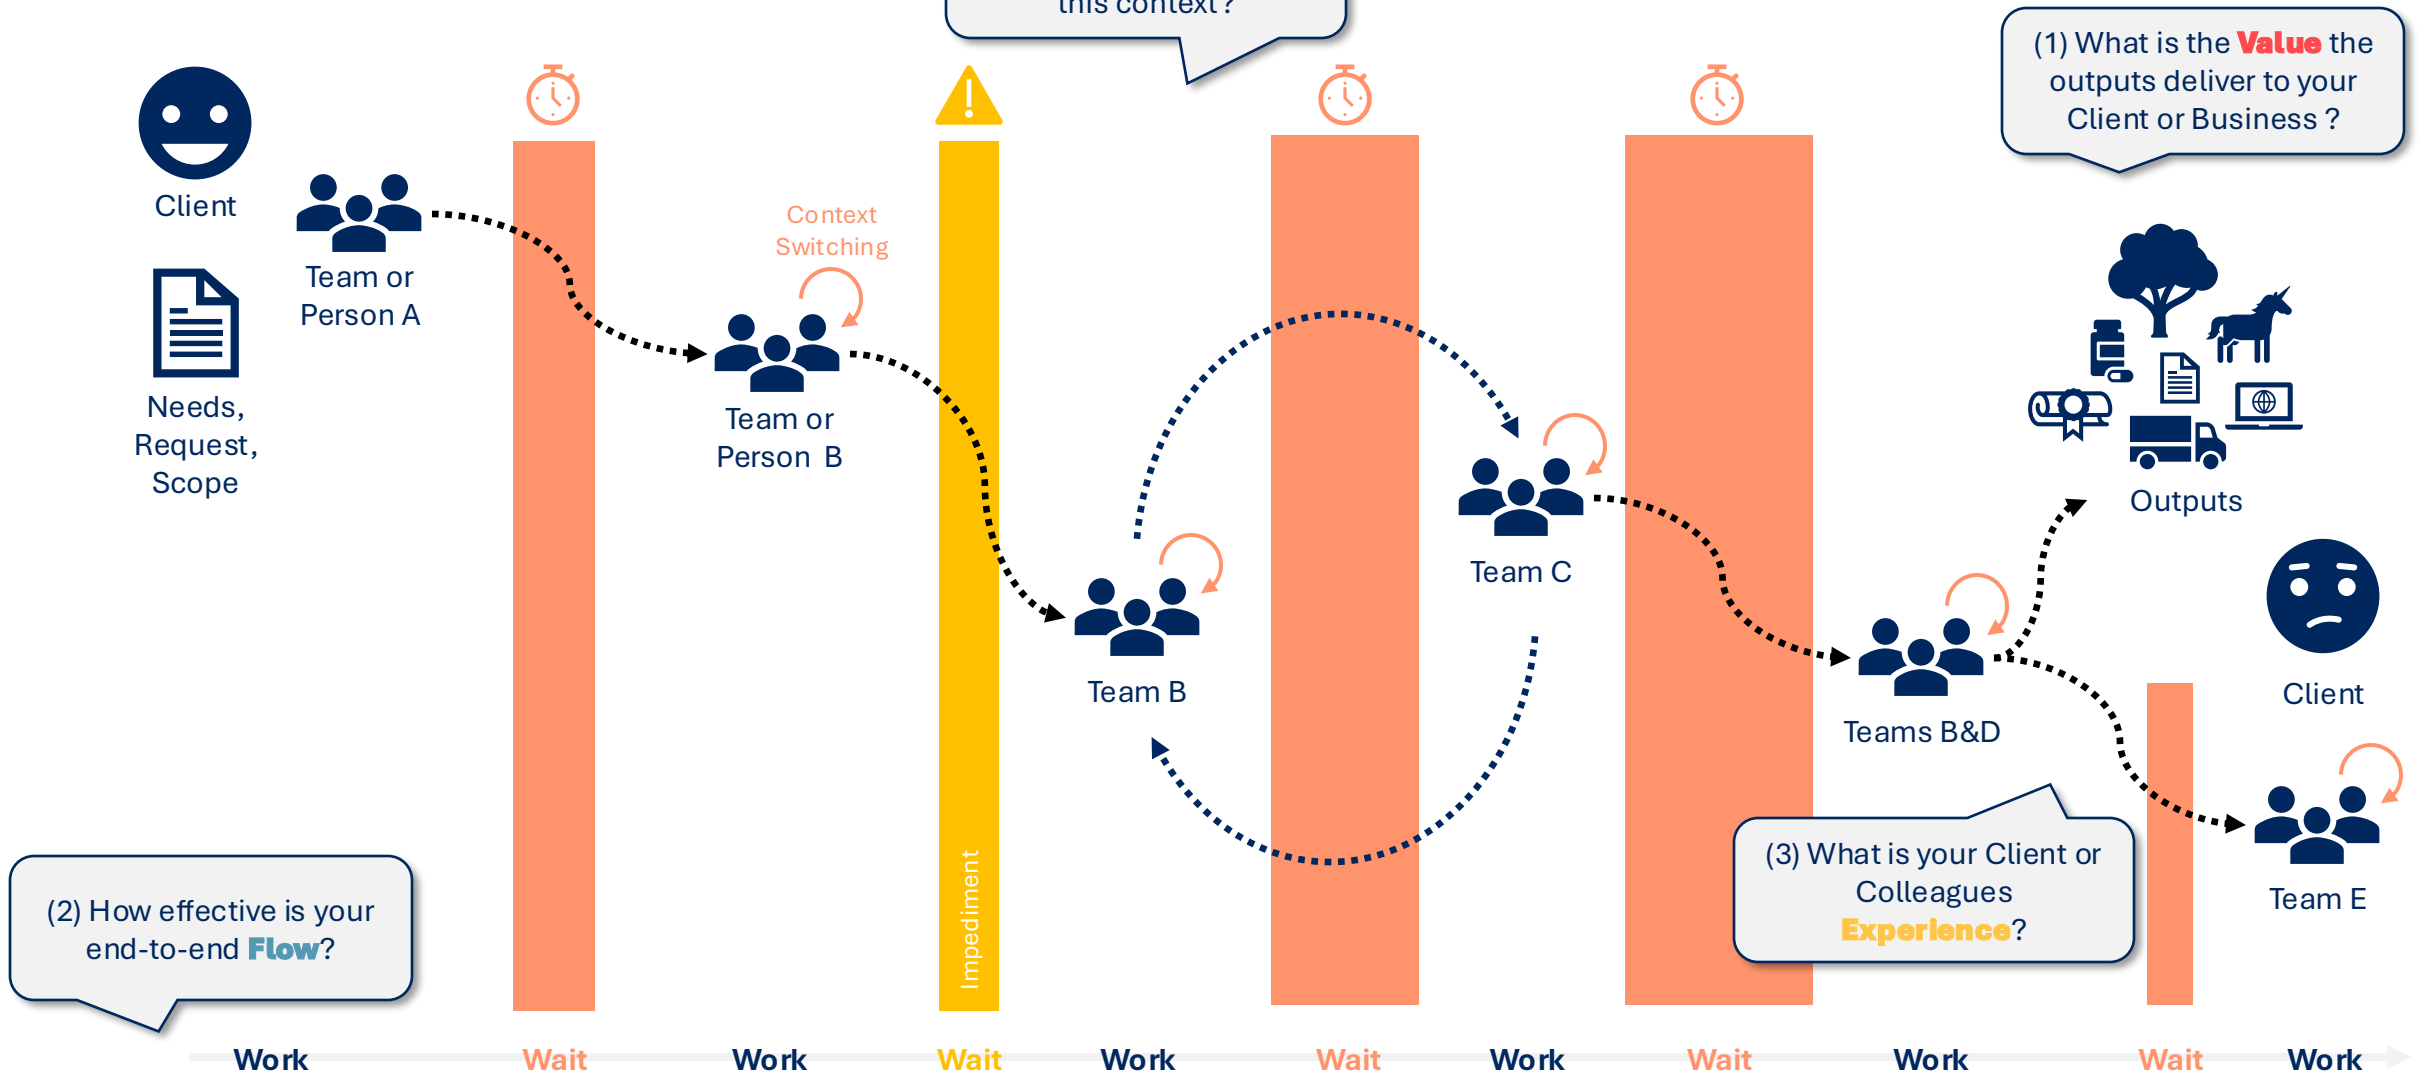 this context?
(1) What is the Value the
outputs deliver to your
Client or Business ?
Client
Team or
Person A
Needs,
Request,
Scope
Context
Switching
Team or
Person B
Impediment
Team B
Team C
Teams B&D
Outputs
Client
Team E
(2) How effective is your
end-to-end Flow?
(3) What is your Client or
Colleagues
Experience?
Work
Wait
Work
Wait
Work
Wait
Work
Wait
Work
Wait
Work